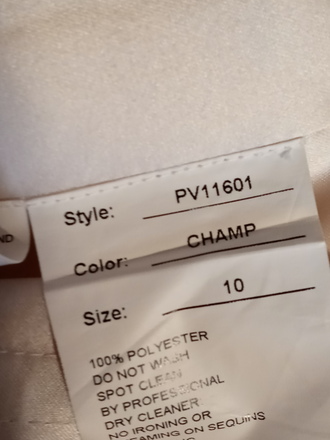 ND
Style: PV11601
Color: CHAMP
Size: 10
100% POLYESTER
DO NOT WASH
SPOT CLEAN
BY PROFESSIONAL
DRY CLEANER
NO IRONING OR
STEAMING ON SEQUINS